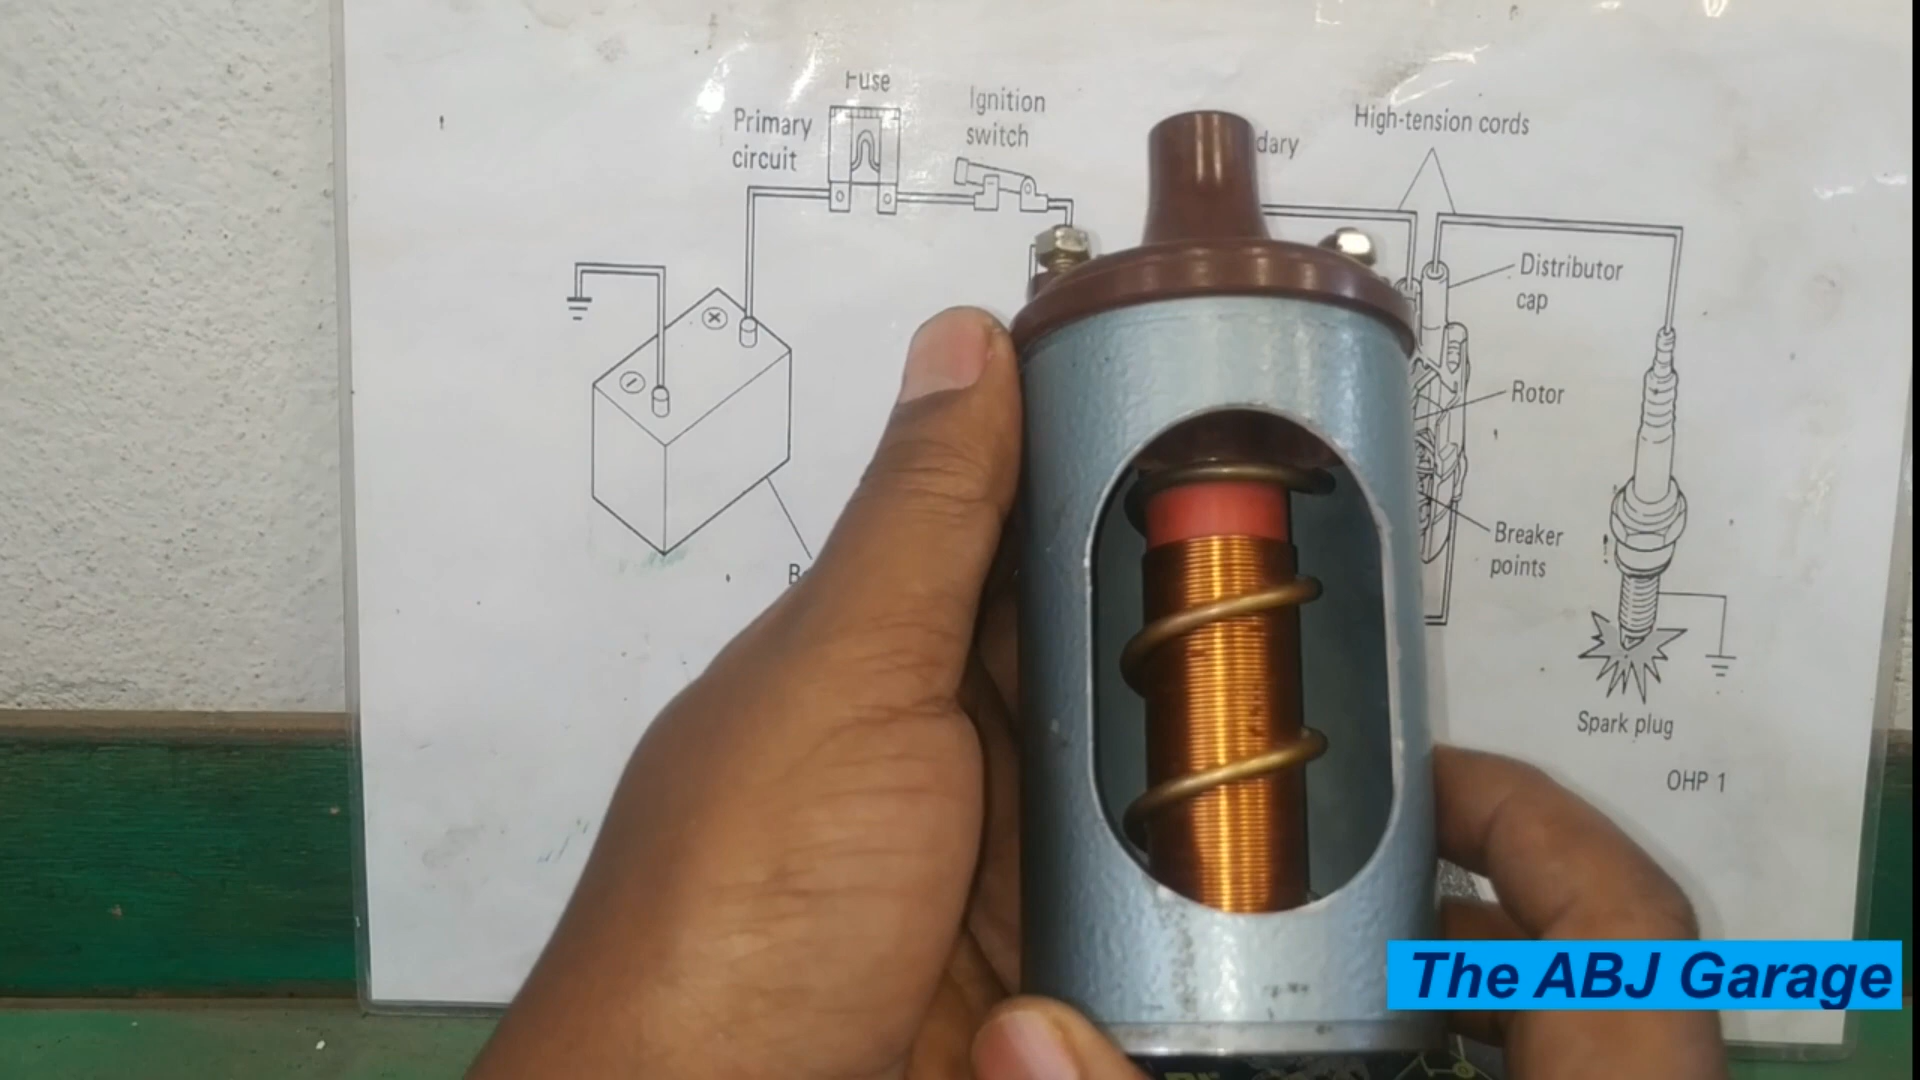 Fuse
Primary
circuit
Ignition
switch
High-tension cords
dary
Distributor
cap
Rotor
Breaker
points
Spark plug
OHP 1
The ABJ Garage